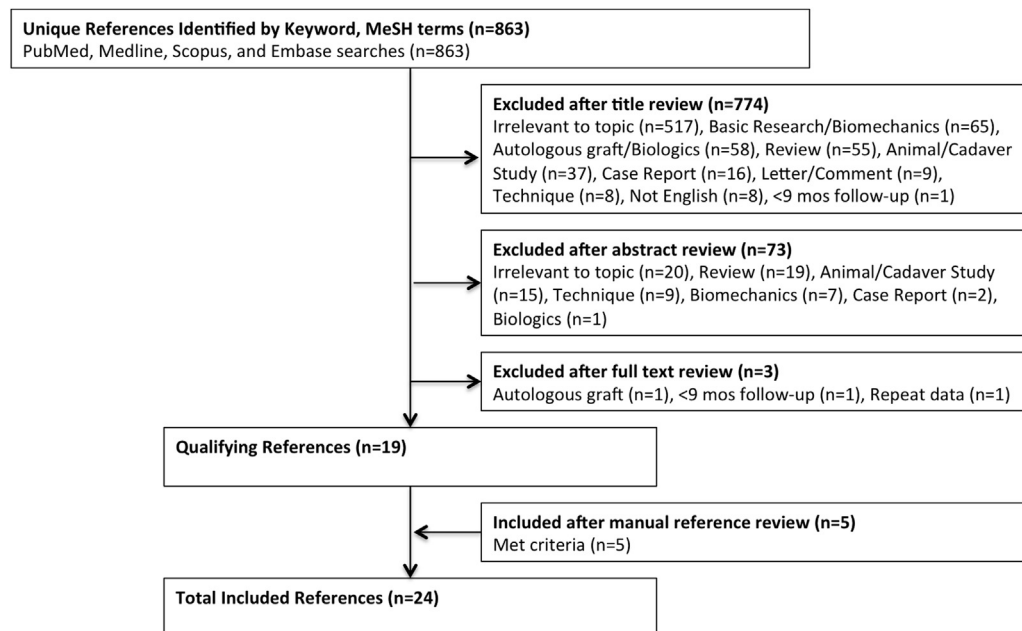 Unique References Identified by Keyword, MeSH terms (n=863)
PubMed, Medline, Scopus, and Embase searches (n=863)
Excluded after title review (n=774)
Irrelevant to topic (n=517), Basic Research/Biomechanics (n=65),
Autologous graft/Biologics (n=58), Review (n=55), Animal/Cadaver
Study (n=37), Case Report (n=16), Letter/Comment (n=9),
Technique (n=8), Not English (n=8), <9 mos follow-up (n=1)
Excluded after abstract review (n=73)
Irrelevant to topic (n=20), Review (n=19), Animal/Cadaver Study
(n=15), Technique (n=9), Biomechanics (n=7), Case Report (n=2),
Biologics (n=1)
Excluded after full text review (n=3)
Autologous graft (n=1), <9 mos follow-up (n=1), Repeat data (n=1)
Qualifying References (n=19)
Included after manual reference review (n=5)
Met criteria (n=5)
Total Included References (n=24)